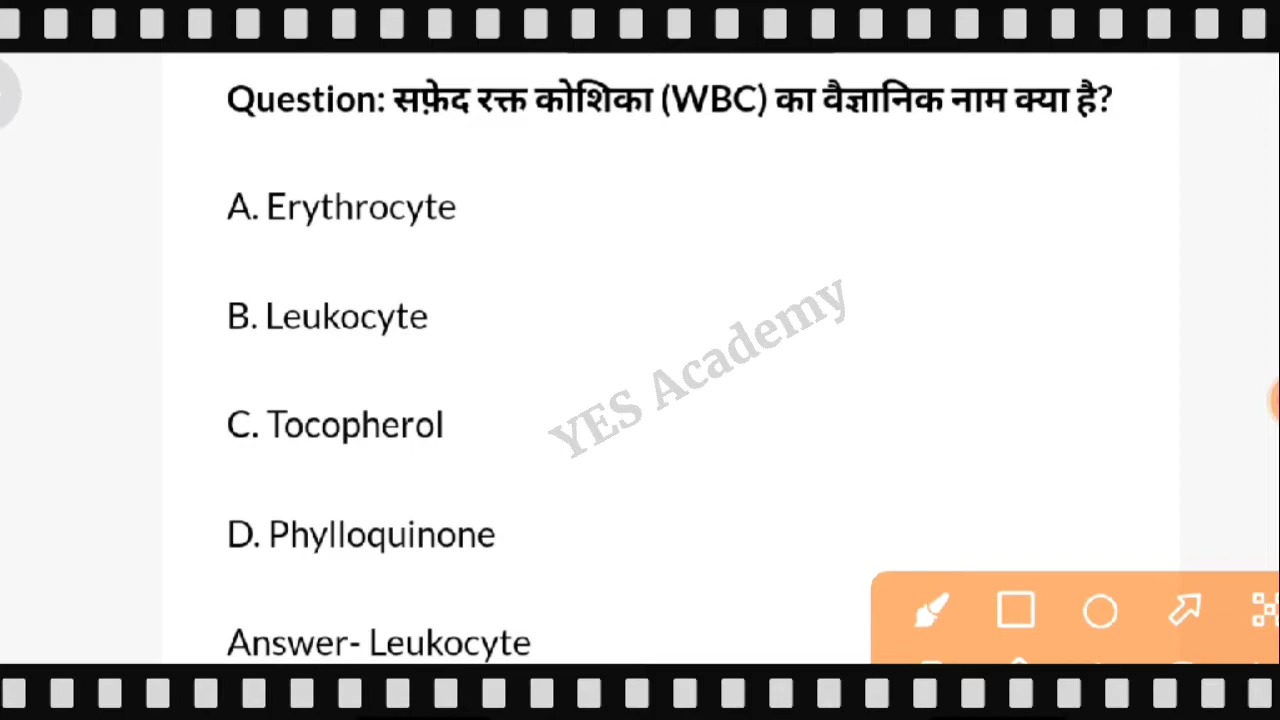 Question: सफ़ेद रक्त कोशिका (WBC) का वैज्ञानिक नाम क्या है?
A. Erythrocyte
B. Leukocyte
YES Academy
C. Tocopherol
D. Phylloquinone
Answer- Leukocyte